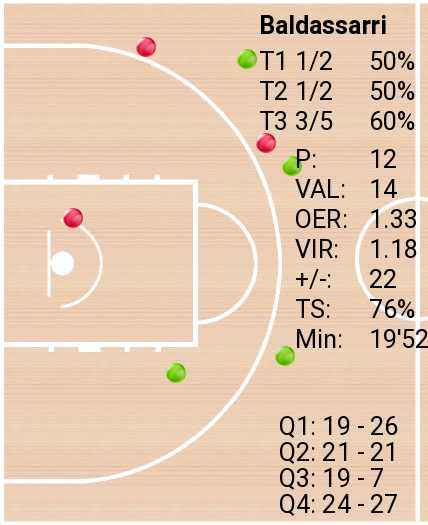 Baldassarri
T1 1/2 50%
T2 1/2 50%
T3 3/5 60%
P: 12
VAL: 14
OER: 1.33
VIR: 1.18
+/-: 22
TS: 76%
Min: 19'52
Q1: 19 - 26
Q2: 21 - 21
Q3: 19 - 7
Q4: 24 - 27